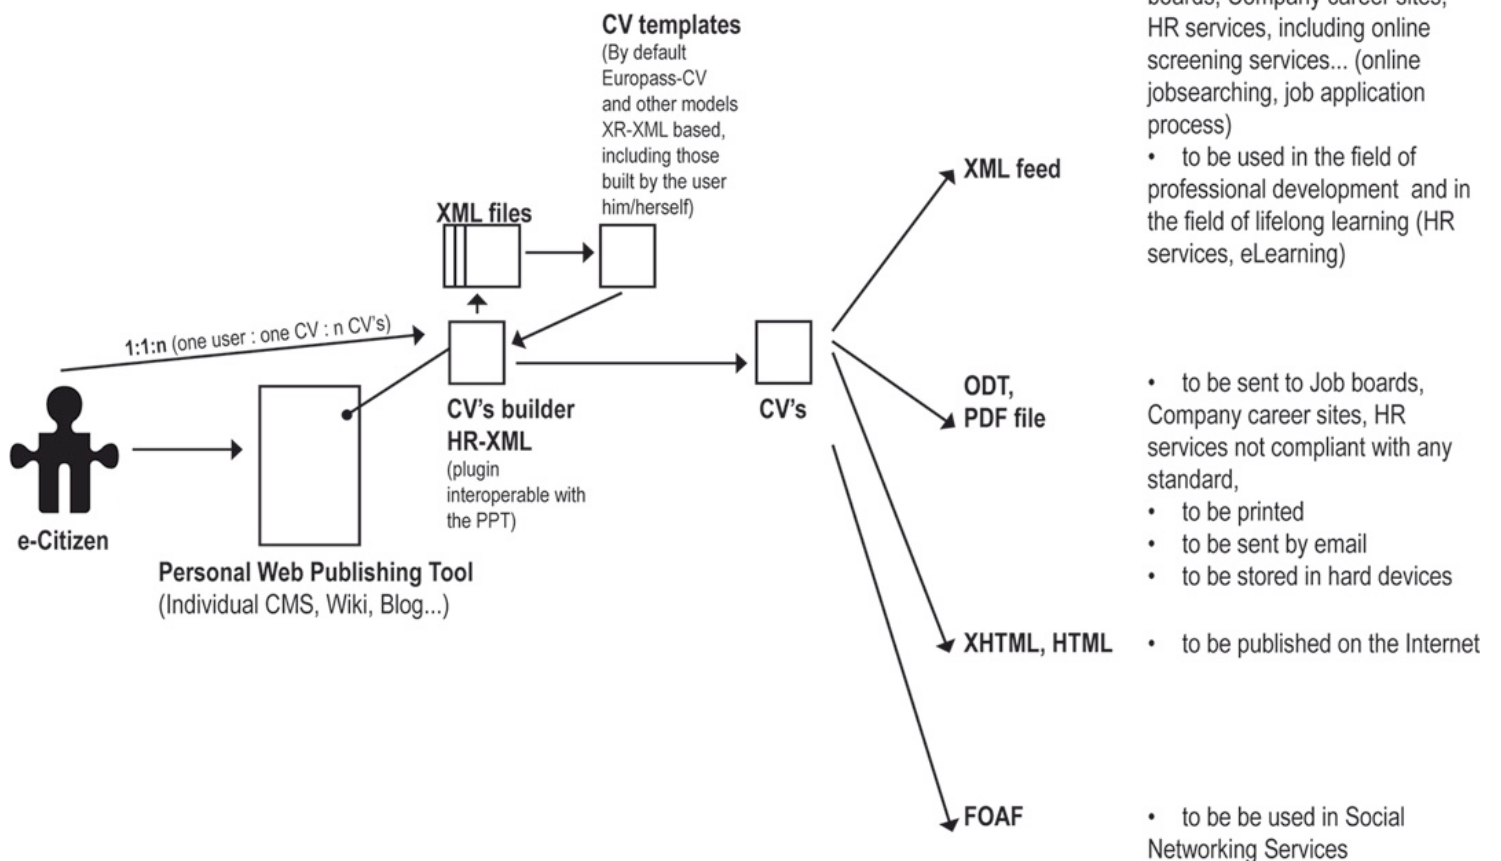 CV templates
(By default
Europass-CV
and other models
XR-XML based,
including those
built by the user
him/herself)
XML files
1:1:n (one user : one CV : n CV's)
e-Citizen
Personal Web Publishing Tool
(Individual CMS, Wiki, Blog...)
CV's builder
HR-XML
(plugin
interoperable with
the PPT)
CV's
XML feed
boards, Company career sites,
HR services, including online
screening services... (online
jobsearching, job application
process)
• to be used in the field of
professional development and in
the field of lifelong learning (HR
services, eLearning)
ODT,
PDF file
• to be sent to Job boards,
Company career sites, HR
services not compliant with any
standard,
• to be printed
• to be sent by email
• to be stored in hard devices
XHTML, HTML
• to be published on the Internet
FOAF
• to be be used in Social
Networking Services